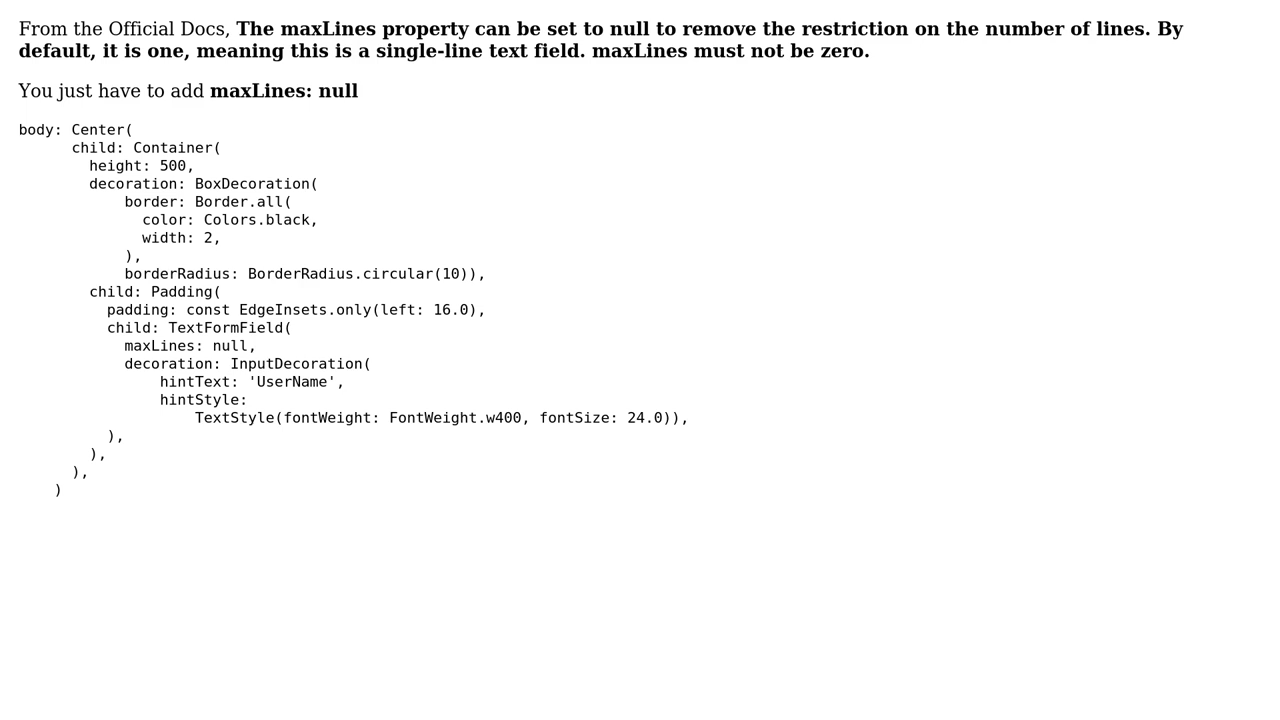 From the Official Docs, The maxLines property can be set to null to remove the restriction on the number of lines. By
default, it is one, meaning this is a single-line text field. maxLines must not be zero.
You just have to add maxLines: null
body: Center(
      child: Container(
        height: 500,
        decoration: BoxDecoration(
            border: Border.all(
              color: Colors.black,
              width: 2,
            ),
            borderRadius: BorderRadius.circular(10)),
        child: Padding(
          padding: const EdgeInsets.only(left: 16.0),
          child: TextFormField(
            maxLines: null,
            decoration: InputDecoration(
                hintText: 'UserName',
                hintStyle:
                    TextStyle(fontWeight: FontWeight.w400, fontSize: 24.0)),
          ),
        ),
      ),
    )